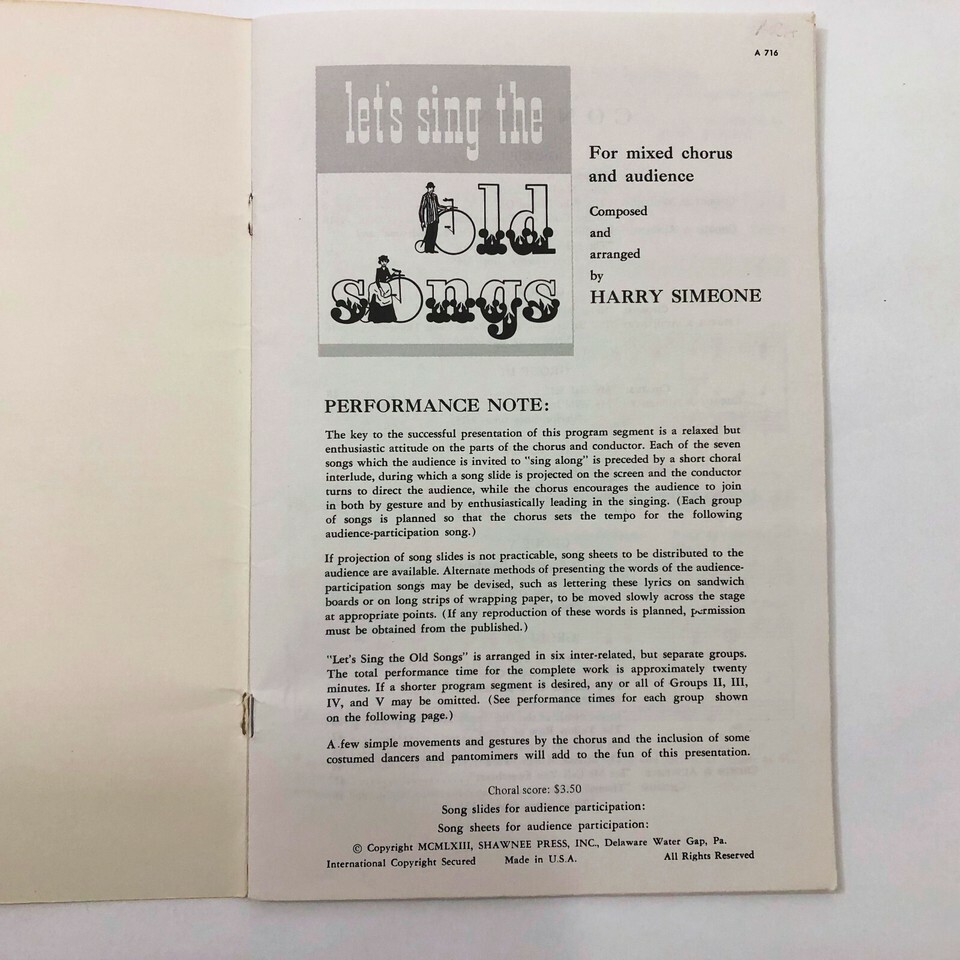 A 716
let's sing the
old
songs
For mixed chorus
and audience
Composed
and
arranged
by
HARRY SIMEONE
PERFORMANCE NOTE:
The key to the successful presentation of this program segment is a relaxed but
enthusiastic attitude on the parts of the chorus and conductor. Each of the seven
songs which the audience is invited to "sing along" is preceded by a short choral
interlude, during which a song slide is projected on the screen and the conductor
turns to direct the audience, while the chorus encourages the audience to join
in both by gesture and by enthusiastically leading in the singing. (Each group
of songs is planned so that the chorus sets the tempo for the following
audience-participation song.)
If projection of song slides is not practicable, song sheets to be distributed to the
audience are available. Alternate methods of presenting the words of the audience-
participation songs may be devised, such as lettering these lyrics on sandwich
boards or on long strips of wrapping paper, to be moved slowly across the stage
at appropriate points. (If any reproduction of these words is planned, permission
must be obtained from the published.)
"Let's Sing the Old Songs" is arranged in six inter-related, but separate groups.
The total performance time for the complete work is approximately twenty
minutes. If a shorter program segment is desired, any or all of Groups II, III,
IV, and V may be omitted. (See performance times for each group shown
on the following page.)
A few simple movements and gestures by the chorus and the inclusion of some
costumed dancers and pantomimers will add to the fun of this presentation.
Choral score: $3.50
Song slides for audience participation:
Song sheets for audience participation:
© Copyright MCMLXIII, SHAWNEE PRESS, INC., Delaware Water Gap, Pa.
International Copyright Secured Made in U.S.A. All Rights Reserved